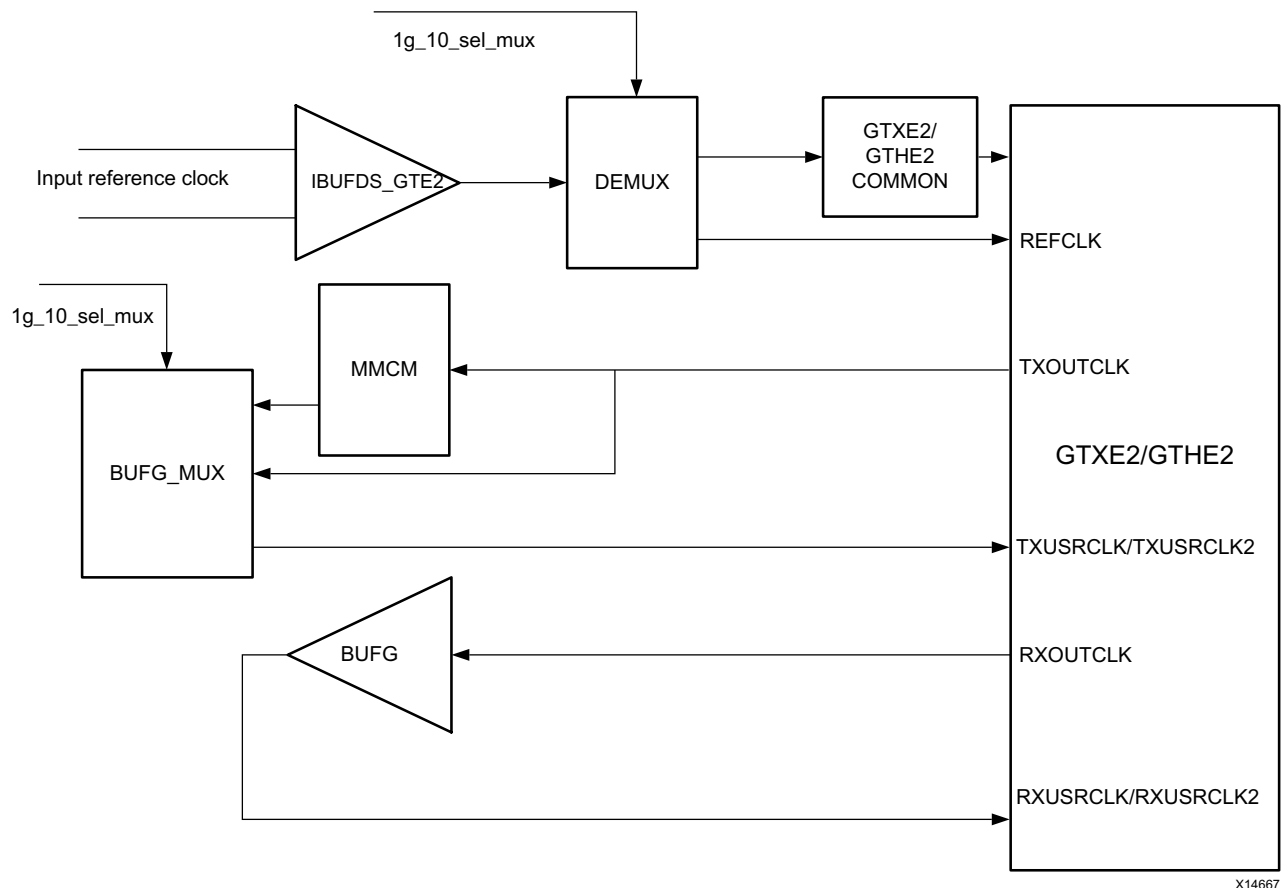 1g_10_sel_mux
Input reference clock
IBUFDS_GTE2
DEMUX
GTXE2/
GTHE2
COMMON
REFCLK
1g_10_sel_mux
MMCM
TXOUTCLK
BUFG_MUX
GTXE2/GTHE2
TXUSRCLK/TXUSRCLK2
BUFG
RXOUTCLK
RXUSRCLK/RXUSRCLK2
X14667